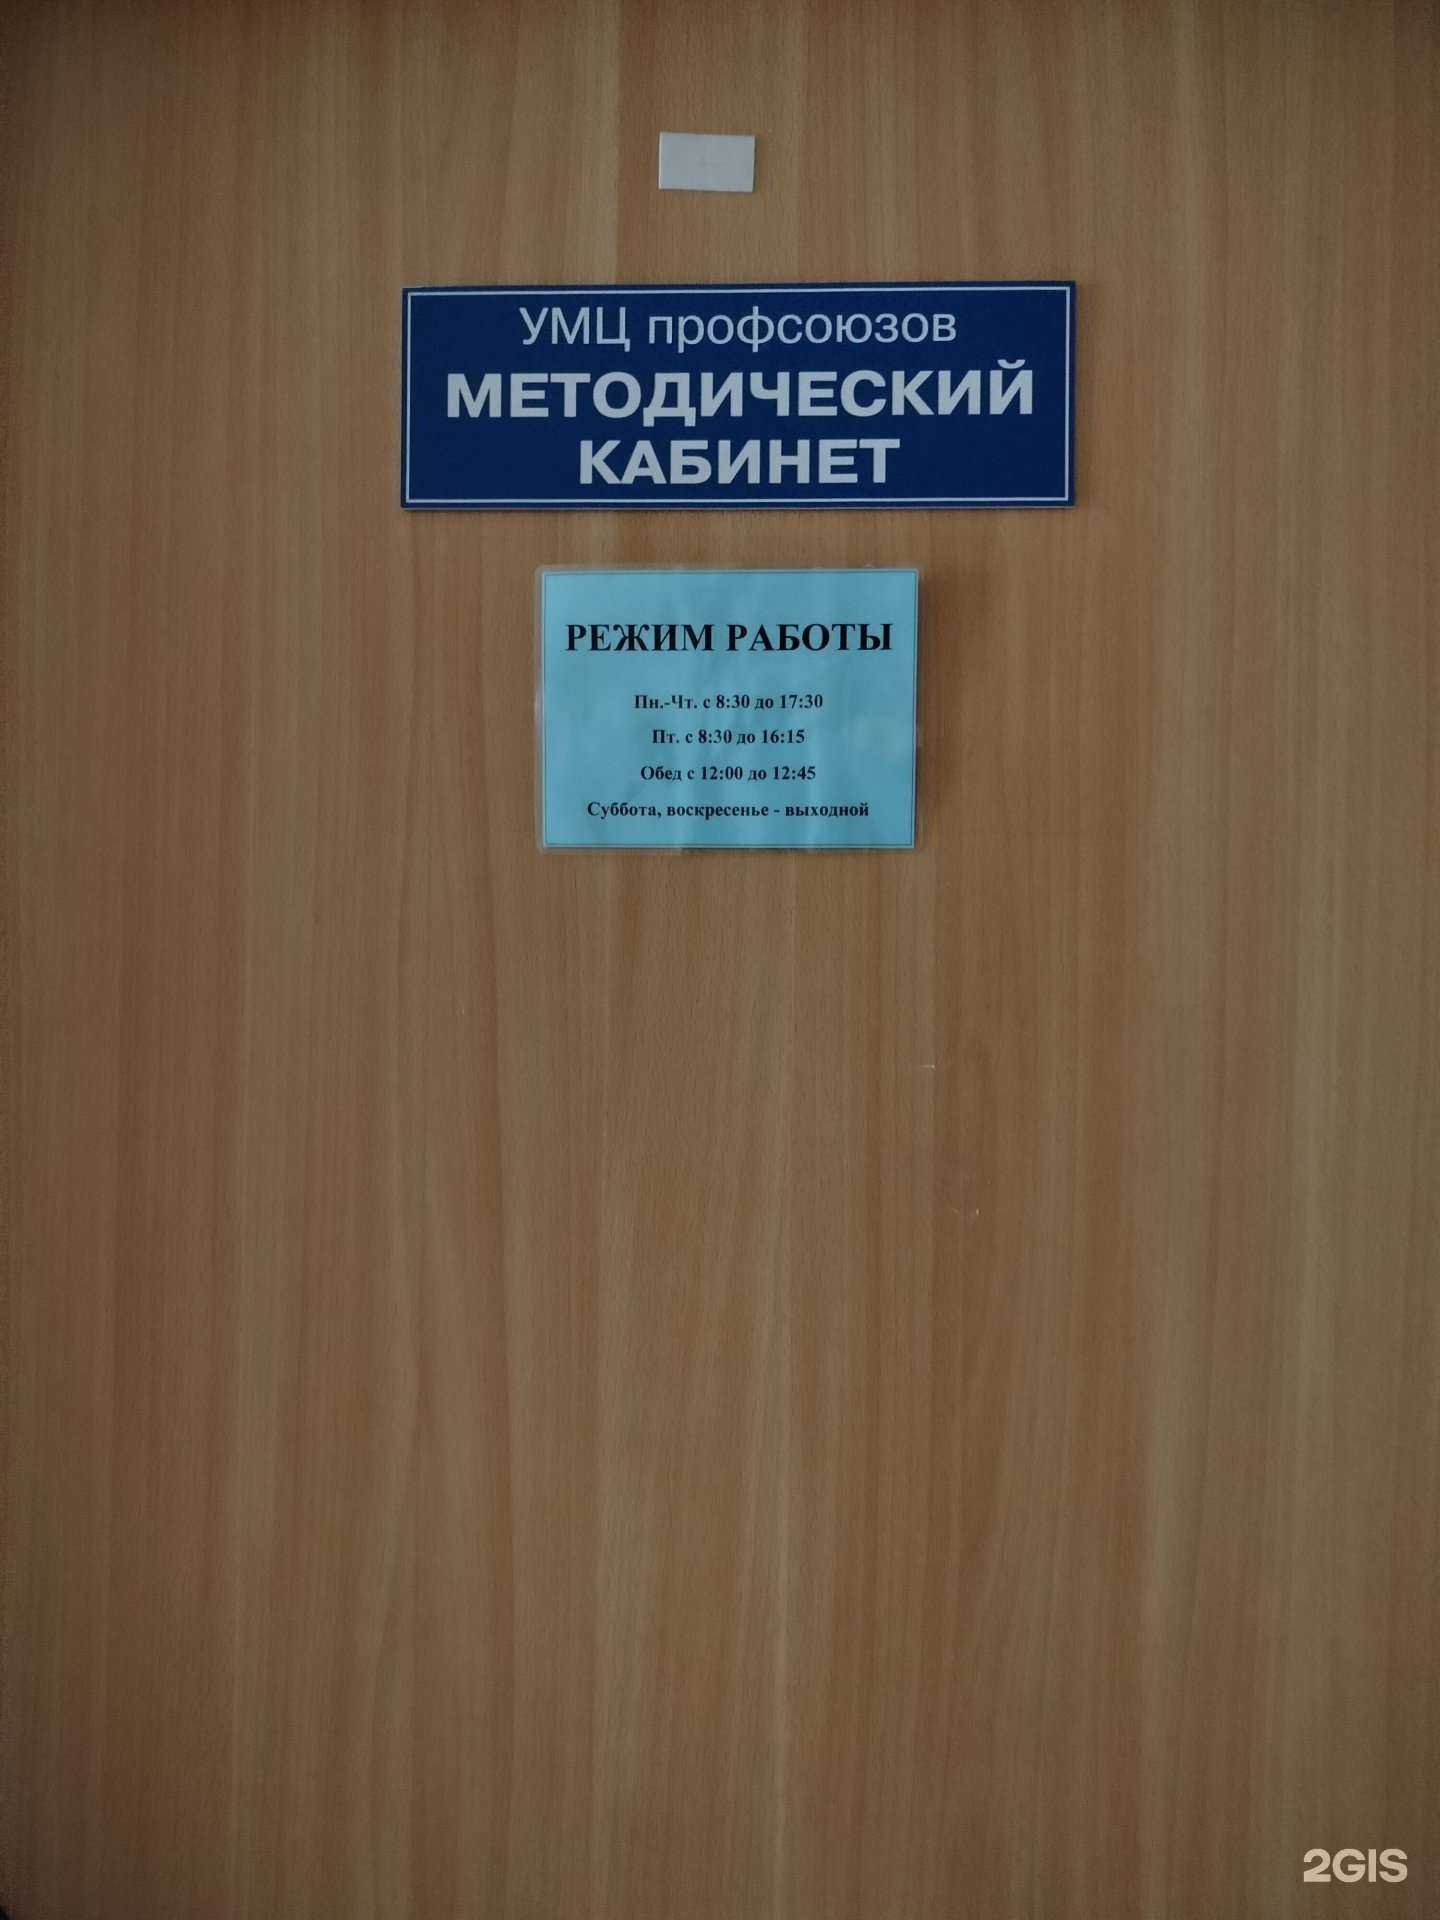 УМЦ профсоюзов
МЕТОДИЧЕСКИЙ
КАБИНЕТ
РЕЖИМ РАБОТЫ
Пн.-Чт. с 8:30 до 17:30
Пт. с 8:30 до 16:15
Обед с 12:00 до 12:45
Суббота, воскресенье - выходной
2GIS